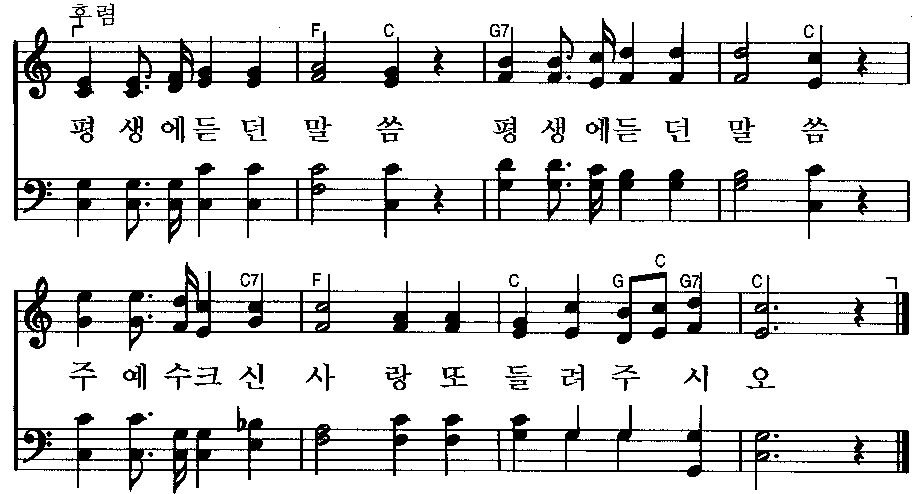 후렴
F C G7 C
평 생 에 듣 던 말 씀 평 생 에 듣 던 말 씀
C7 F C G C G7 C
주 예 수 크 신 사 랑 또 들 려 주 시 오